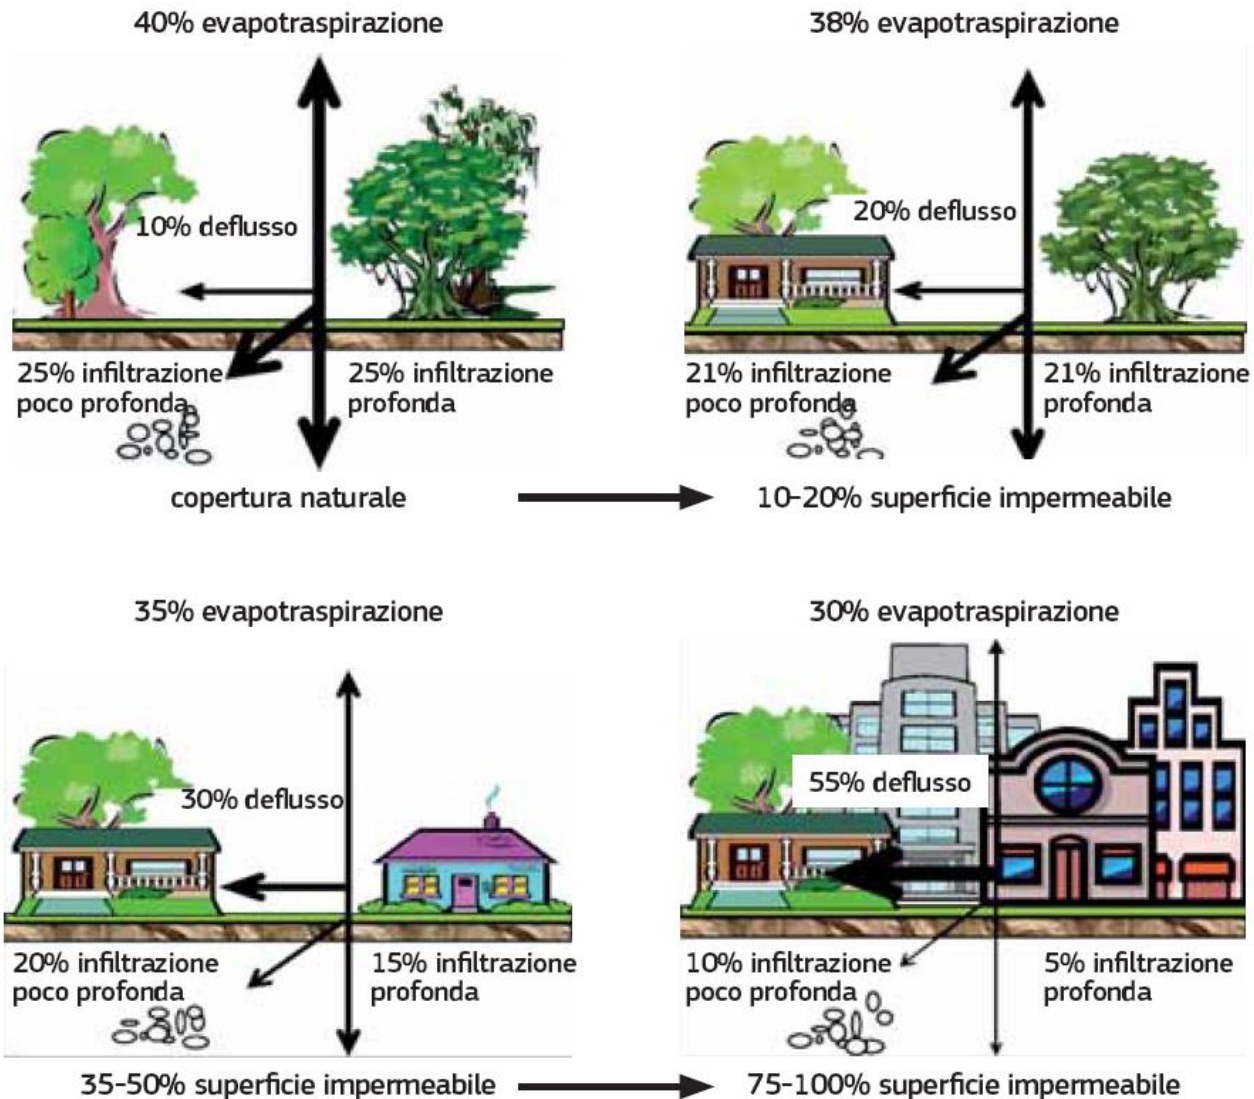 40% evapotraspirazione
38% evapotraspirazione
10% deflusso
20% deflusso
25% infiltrazione
poco profonda
25% infiltrazione
profonda
21% infiltrazione
poco profonda
21% infiltrazione
profonda
copertura naturale
10-20% superficie impermeabile
35% evapotraspirazione
30% evapotraspirazione
30% deflusso
55% deflusso
20% infiltrazione
poco profonda
15% infiltrazione
profonda
10% infiltrazione
poco profonda
5% infiltrazione
profonda
35-50% superficie impermeabile
75-100% superficie impermeabile